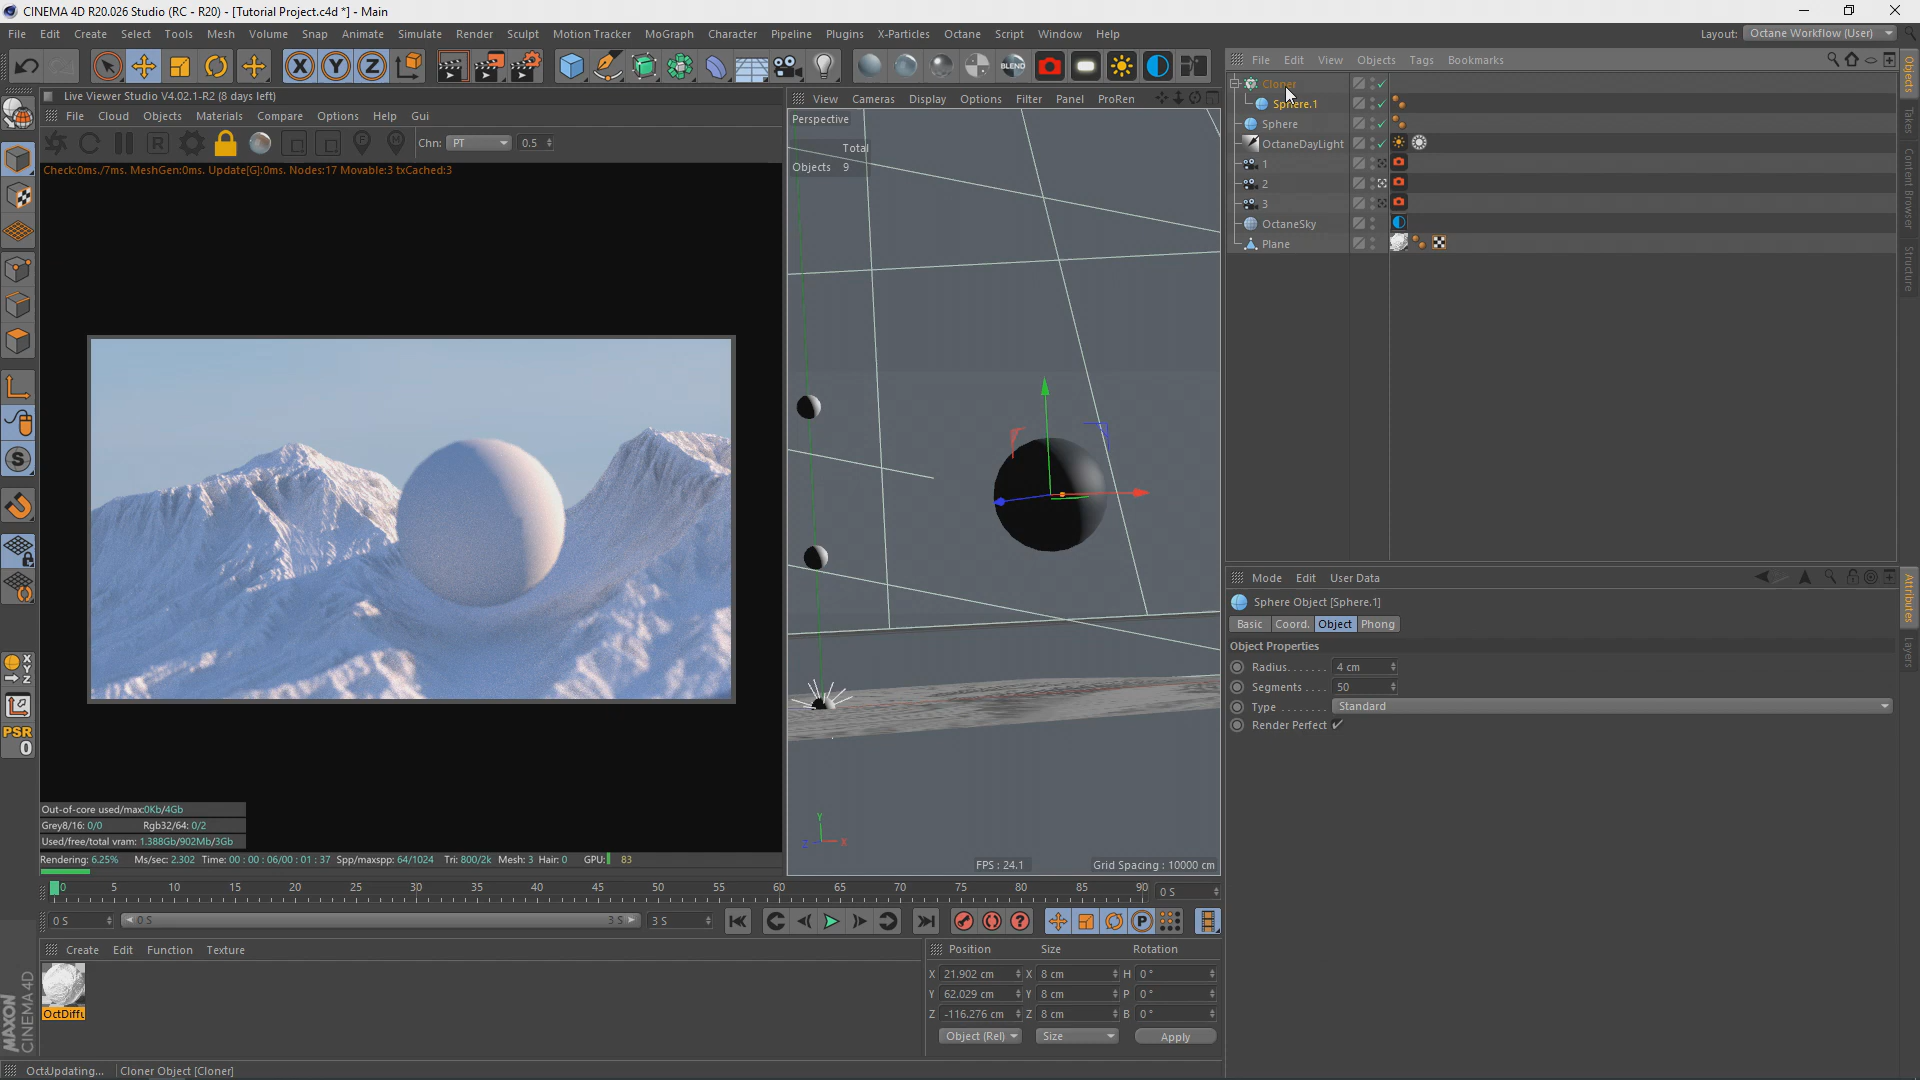 CINEMA 4D R20.026 Studio (RC - R20) - [Tutorial Project.c4d *] - Main
File Edit Create Select Tools Mesh Volume Snap Animate Simulate Render Sculpt Motion Tracker MoGraph Character Pipeline Plugins X-Particles Octane Script Window Help
Layout: Octane Workflow (User)
BLEND
File Edit View Objects Tags Bookmarks
Live Viewer Studio V4.02.1-R2 (8 days left)
File Cloud Objects Materials Compare Options Help Gui
Chn: PT 0.5
Check:0ms./7ms. MeshGen:0ms. Update[G]:0ms. Nodes:17 Movable:3 txCached:3
View Cameras Display Options Filter Panel ProRen
Perspective
Total
Objects 9
Cloner
Sphere.1
Sphere
OctaneDayLight
1
2
3
OctaneSky
Plane
Objects
Takes
Content Browser
Structure
Mode Edit User Data
Sphere Object [Sphere.1]
Basic Coord. Object Phong
Object Properties
Radius....... 4 cm
Segments .... 50
Type ........ Standard
Render Perfect
Attributes
Layers
X
Y
Z
PSR
0
Y
X
Z
FPS : 24.1
Grid Spacing : 10000 cm
Out-of-core used/max:0Kb/4Gb
Grey8/16: 0/0 Rgb32/64: 0/2
Used/free/total vram: 1.388Gb/902Mb/3Gb
Rendering: 6.25% Ms/sec: 2.302 Time: 00 : 00 : 06/00 : 01 : 37 Spp/maxspp: 64/1024 Tri: 800/2k Mesh: 3 Hair: 0 GPU: 83
0 5 10 15 20 25 30 35 40 45 50 55 60 65 70 75 80 85 90 0 S
0 S 0 S 3 S 3 S
Create Edit Function Texture
OctDiffu
Position Size Rotation
X 21.902 cm X 8 cm H 0 °
Y 62.029 cm Y 8 cm P 0 °
Z -116.276 cm Z 8 cm B 0 °
Object (Rel) Size Apply
MAXON
CINEMA 4D
OctaUpdating... Cloner Object [Cloner]